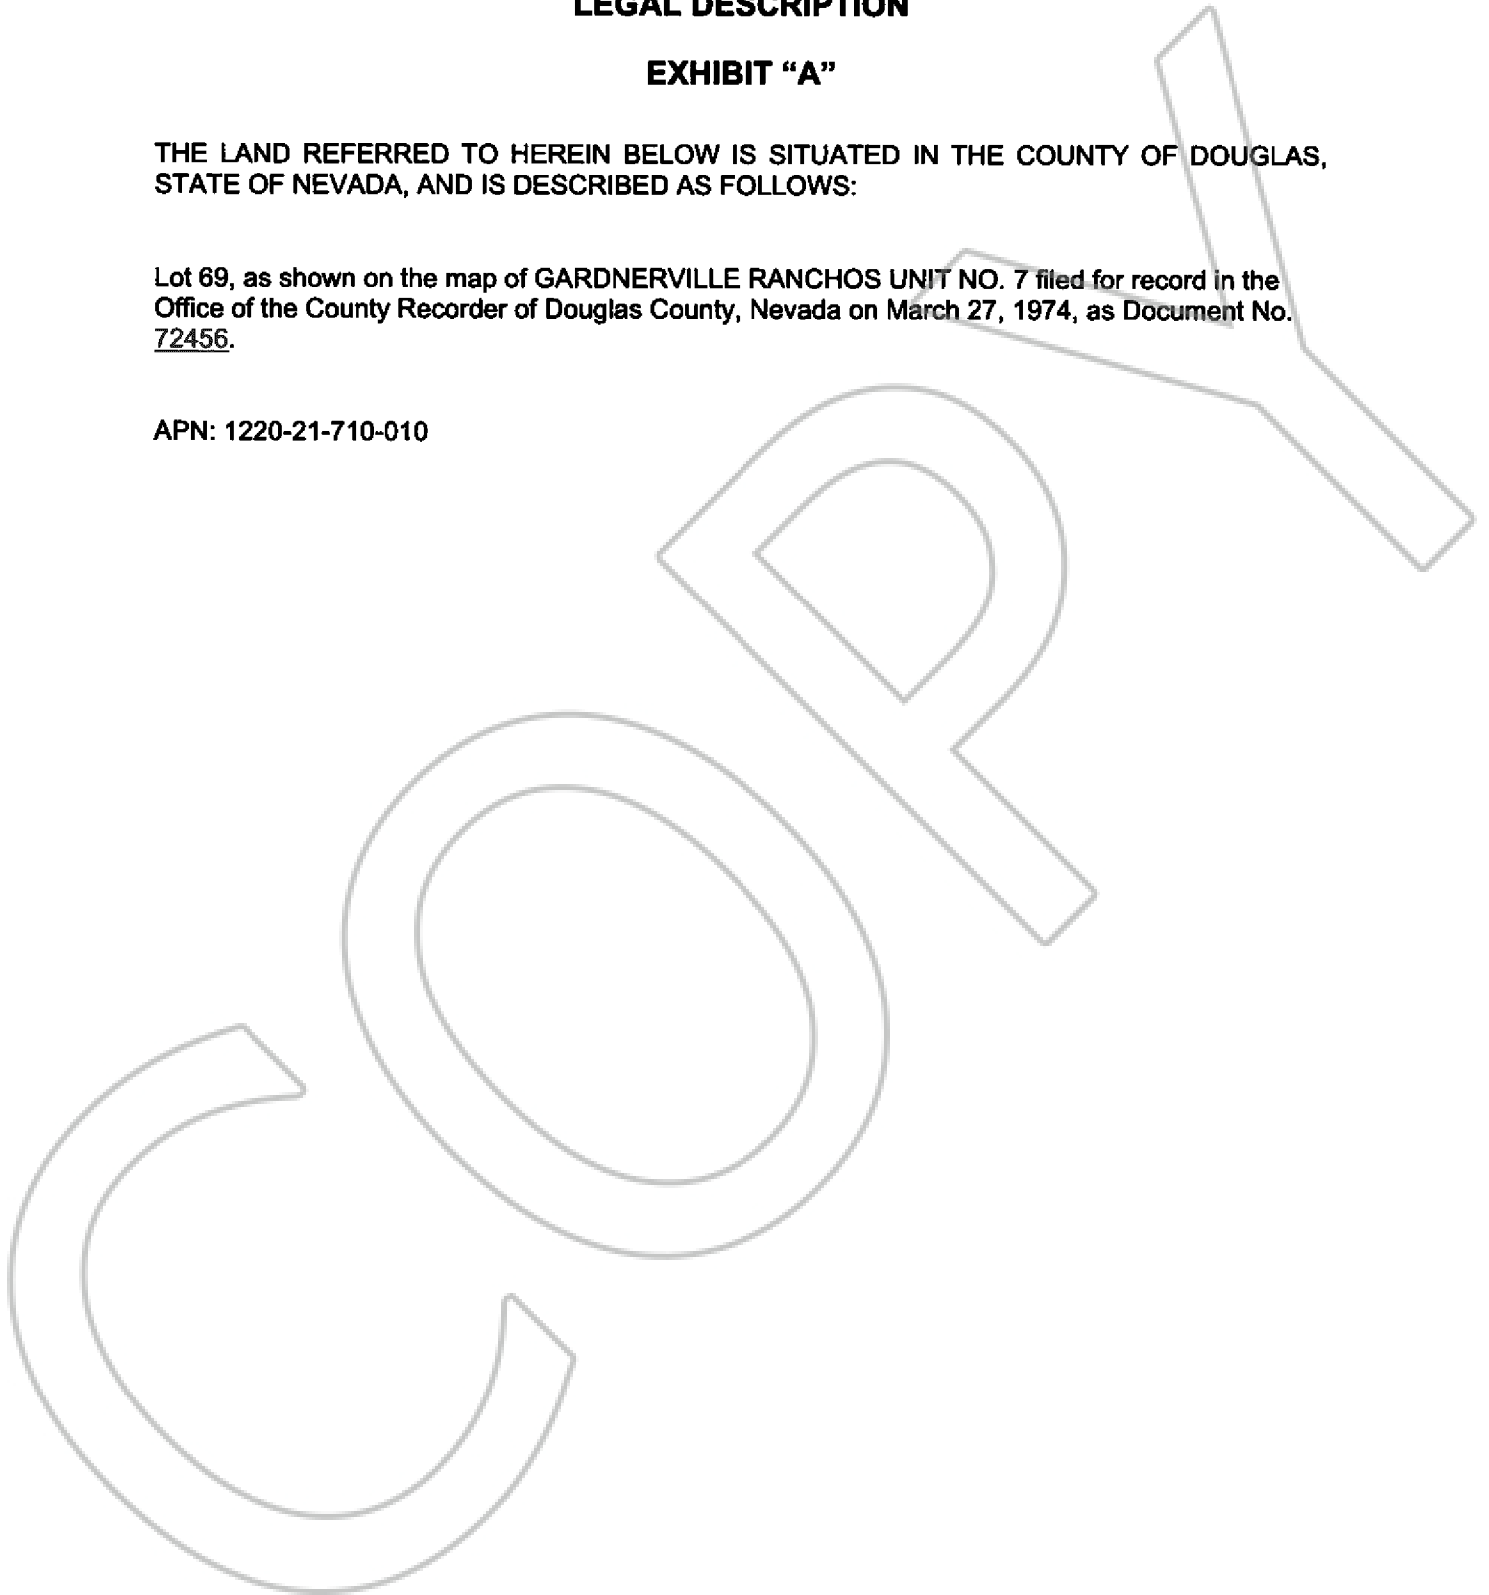 LEGAL DESCRIPTION
EXHIBIT “A”
THE LAND REFERRED TO HEREIN BELOW IS SITUATED IN THE COUNTY OF DOUGLAS,
STATE OF NEVADA, AND IS DESCRIBED AS FOLLOWS:
Lot 69, as shown on the map of GARDNERVILLE RANCHOS UNIT NO. 7 filed for record in the
Office of the County Recorder of Douglas County, Nevada on March 27, 1974, as Document No.
72456.
APN: 1220-21-710-010
COPY